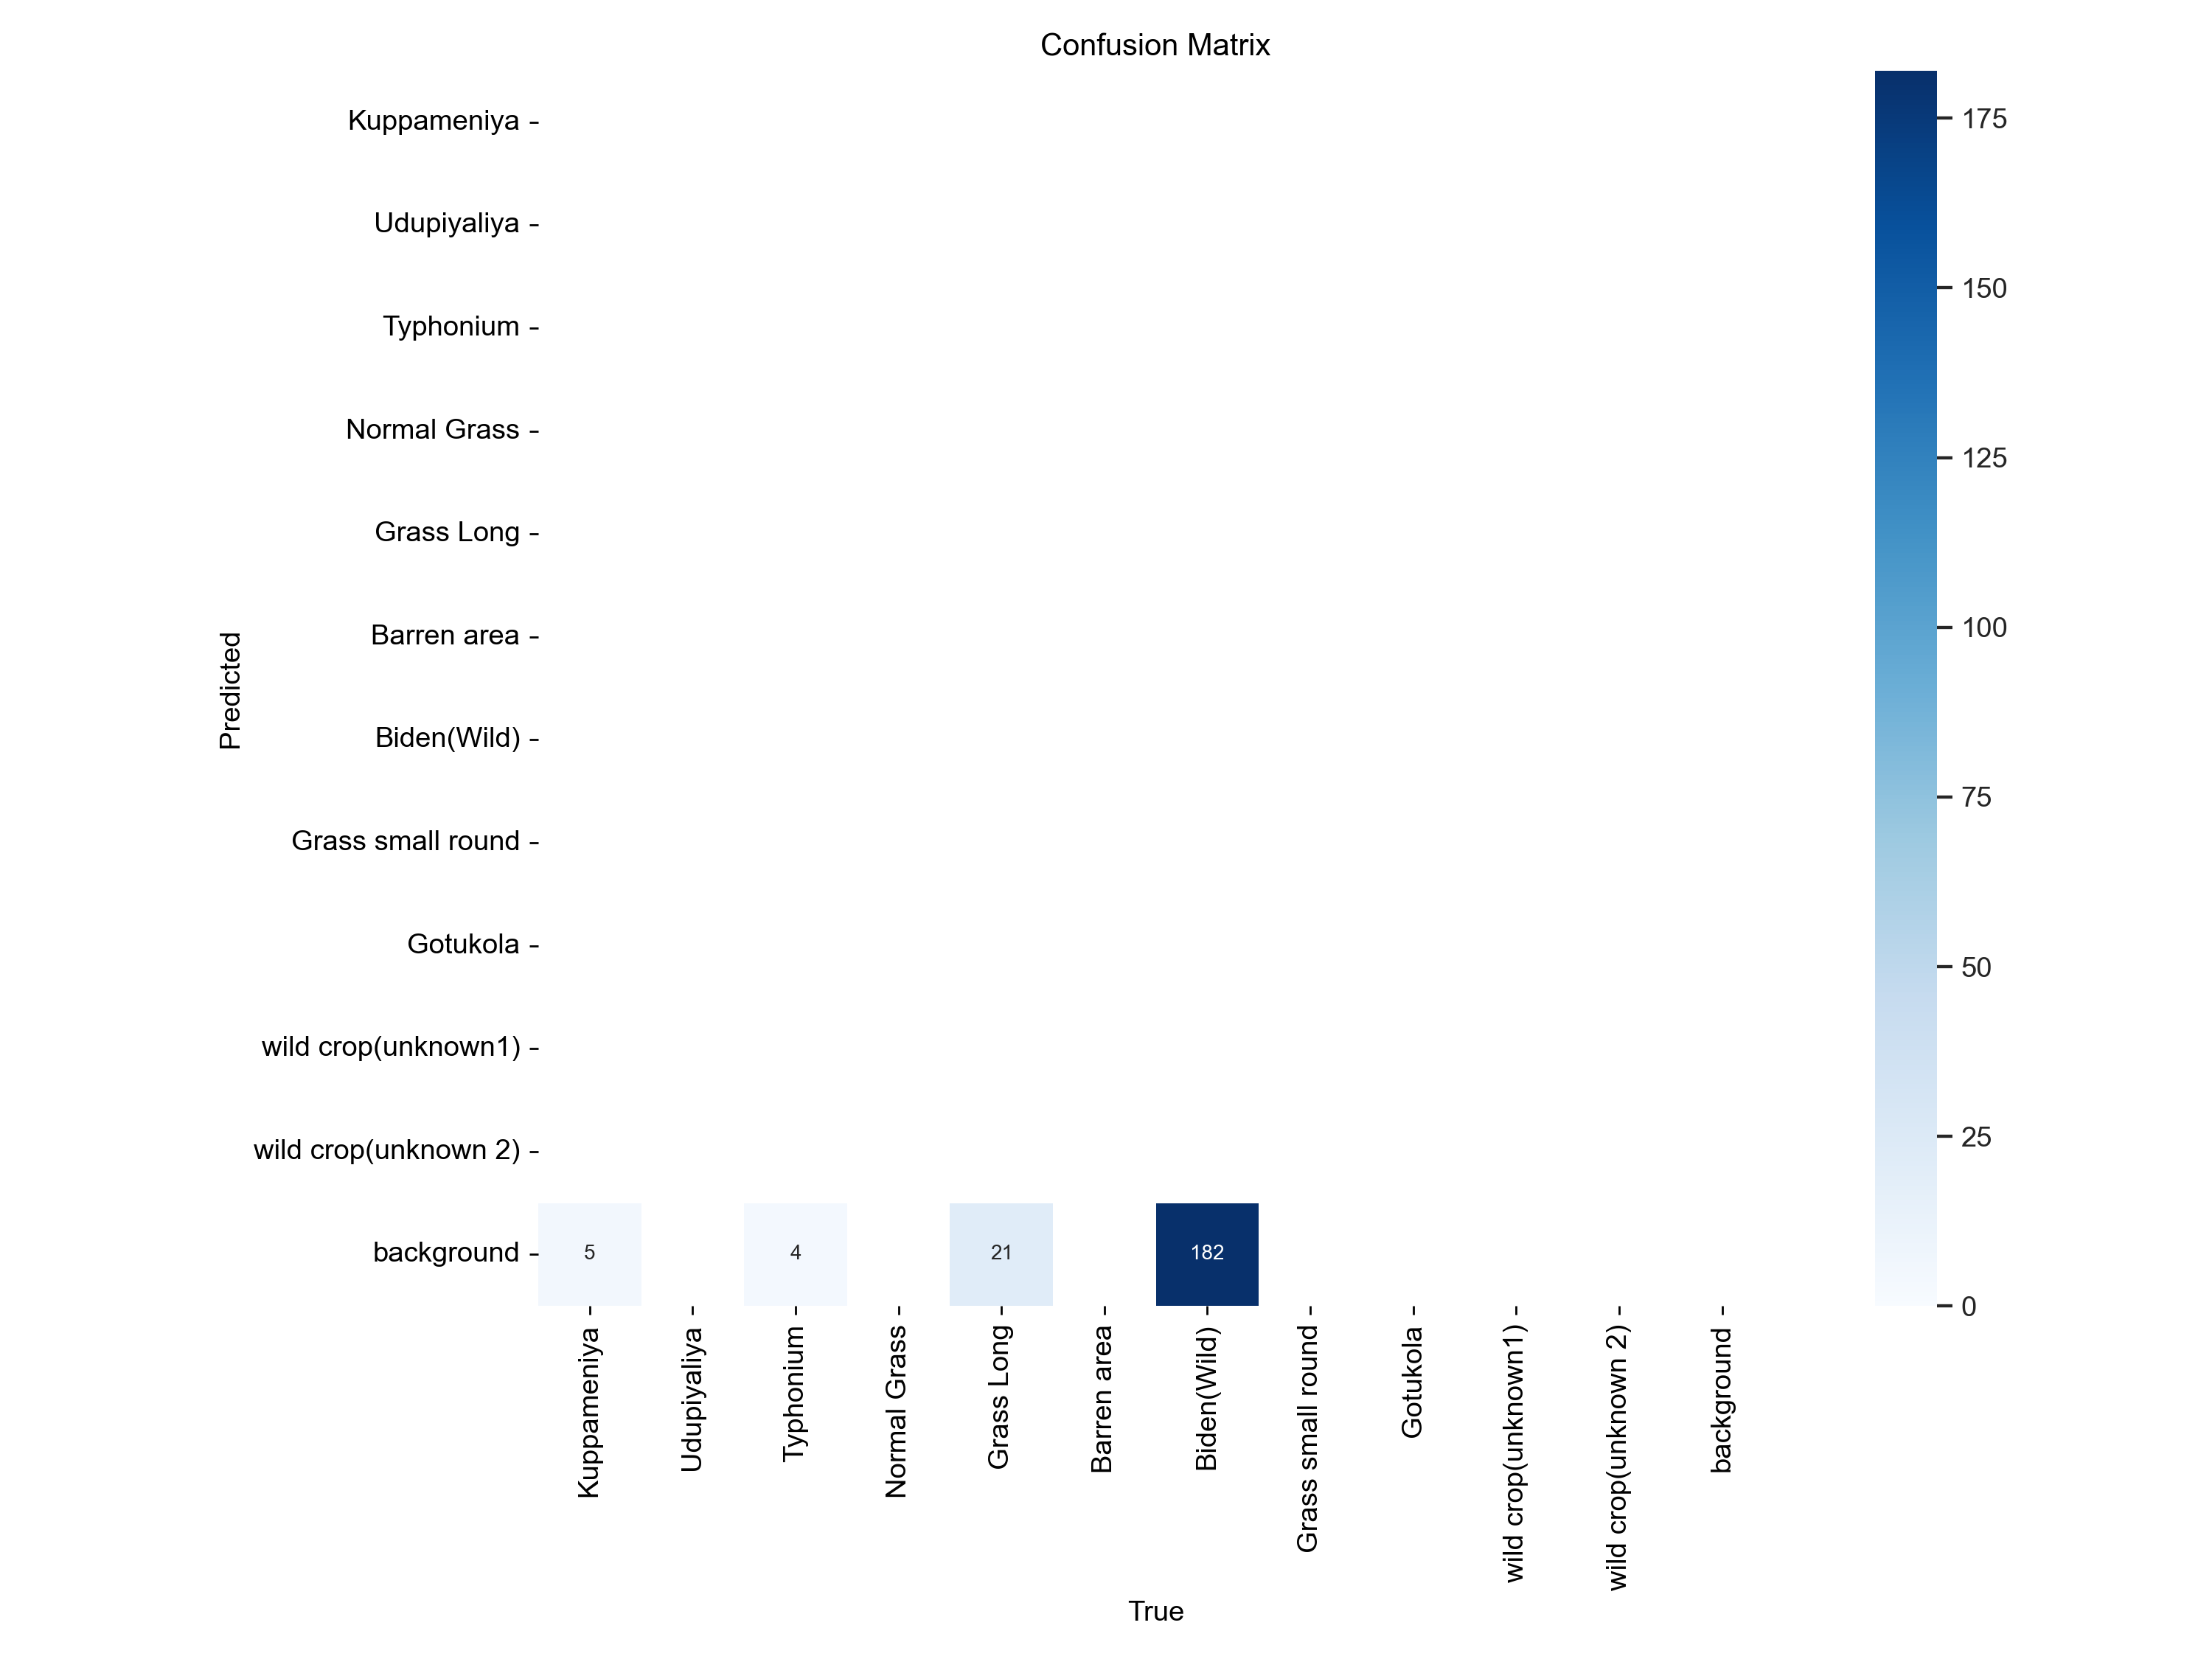 Confusion Matrix
Kuppameniya
Udupiyaliya
Typhonium
Normal Grass
Grass Long
Barren area
Biden(Wild)
Grass small round
Gotukola
wild crop(unknown1)
wild crop(unknown 2)
background
Predicted
5
4
21
182
Kuppameniya
Udupiyaliya
Typhonium
Normal Grass
Grass Long
Barren area
Biden(Wild)
Grass small round
Gotukola
wild crop(unknown1)
wild crop(unknown 2)
background
True
175
150
125
100
75
50
25
0